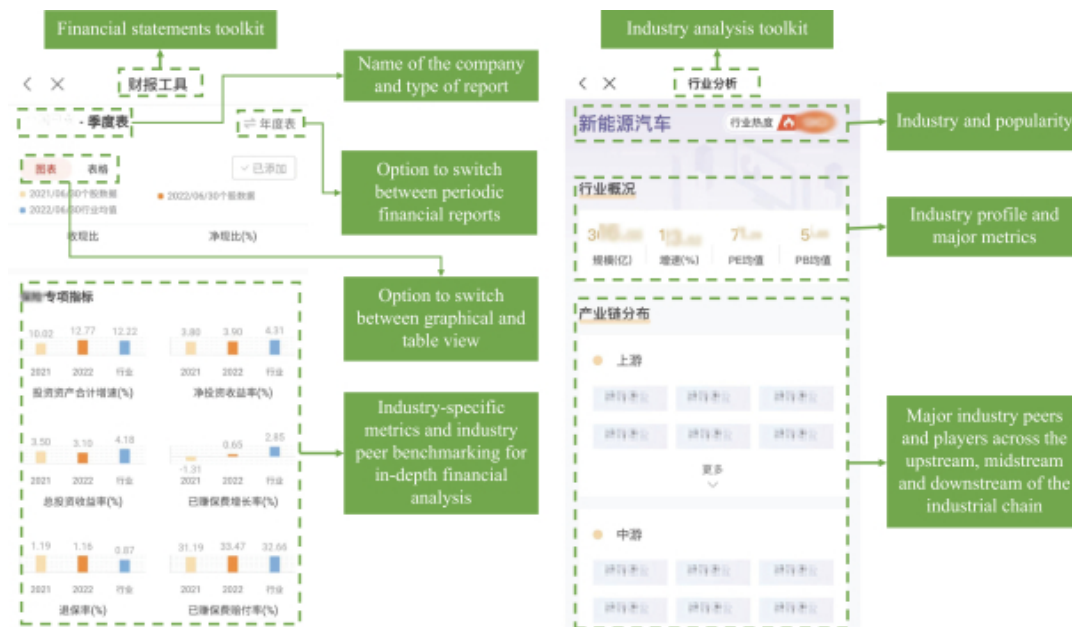 Financial statements toolkit
财报工具
· 季度表
年度表
图表 表格
已添加
2021/06/30个股数据
2022/06/30个股数据
2022/06/30行业均值
收现比 净现比(%)
专项指标
10.02 12.77 12.22
2021 2022 行业
投资资产合计增速(%)
3.80 3.90 4.31
2021 2022 行业
净投资收益率(%)
3.50 3.10 4.18
2021 2022 行业
总投资收益率(%)
-1.31 0.65 2.85
2021 2022 行业
已赚保费增长率(%)
1.19 1.16 0.87
2021 2022 行业
退保率(%)
31.19 33.47 32.66
2021 2022 行业
已赚保费赔付率(%)
Name of the company
and type of report
Option to switch
between periodic
financial reports
Option to switch
between graphical and
table view
Industry-specific
metrics and industry
peer benchmarking for
in-depth financial
analysis
Industry analysis toolkit
行业分析
新能源汽车
行业热度
行业概况
规模(亿) 增速(%) PE均值 PB均值
产业链分布
上游
更多
中游
Industry and popularity
Industry profile and
major metrics
Major industry peers
and players across the
upstream, midstream
and downstream of the
industrial chain